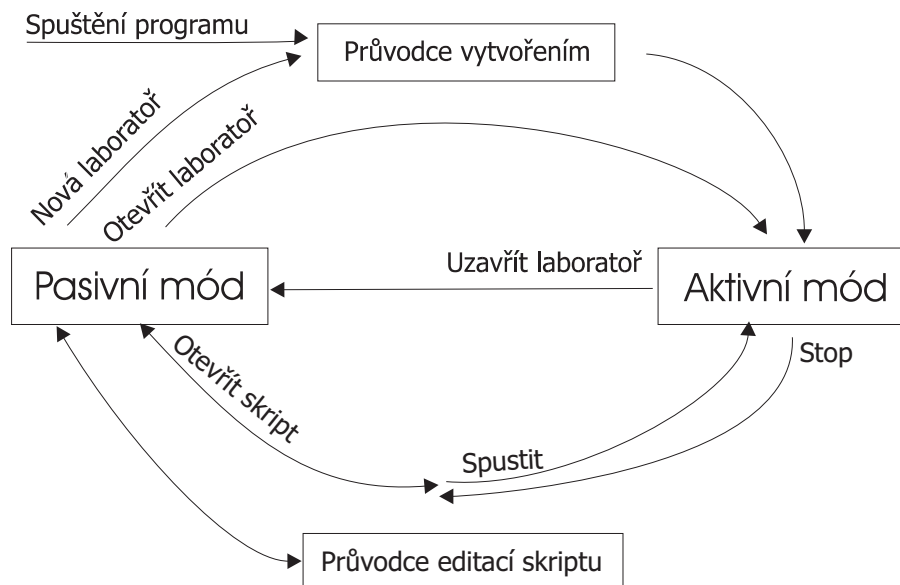 Spuštění programu
Průvodce vytvořením
Nová laboratoř
Otevřít laboratoř
Uzavřít laboratoř
Pasivní mód
Aktivní mód
Otevřít skript
Stop
Spustit
Průvodce editací skriptu